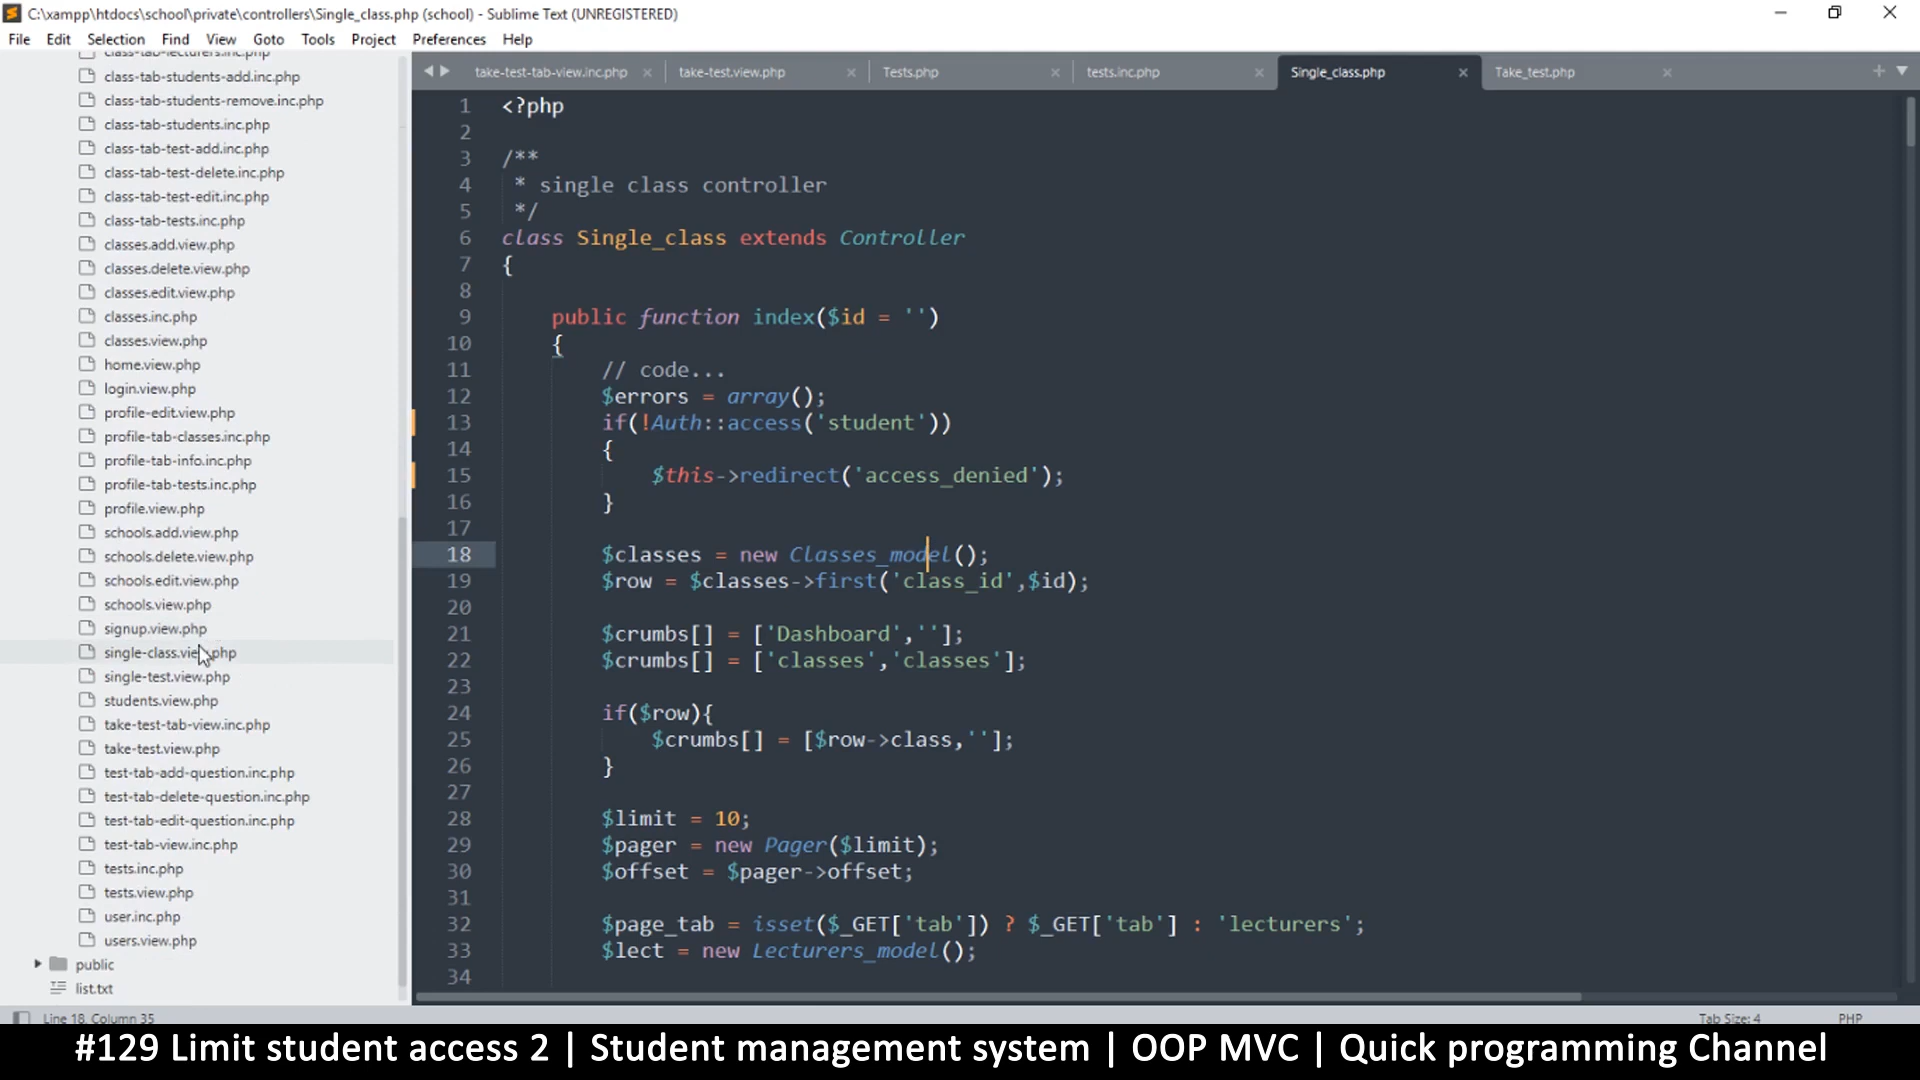 C:\xampp\htdocs\school\private\controllers\Single_class.php (school) - Sublime Text (UNREGISTERED)
File Edit Selection Find View Goto Tools Project Preferences Help
class-tab-lecturers.inc.php
class-tab-students-add.inc.php
class-tab-students-remove.inc.php
class-tab-students.inc.php
class-tab-test-add.inc.php
class-tab-test-delete.inc.php
class-tab-test-edit.inc.php
class-tab-tests.inc.php
classes.add.view.php
classes.delete.view.php
classes.edit.view.php
classes.inc.php
classes.view.php
home.view.php
login.view.php
profile-edit.view.php
profile-tab-classes.inc.php
profile-tab-info.inc.php
profile-tab-tests.inc.php
profile.view.php
schools.add.view.php
schools.delete.view.php
schools.edit.view.php
schools.view.php
signup.view.php
single-class.view.php
single-test.view.php
students.view.php
take-test-tab-view.inc.php
take-test.view.php
test-tab-add-question.inc.php
test-tab-delete-question.inc.php
test-tab-edit-question.inc.php
test-tab-view.inc.php
tests.inc.php
tests.view.php
user.inc.php
users.view.php
public
list.txt
take-test-tab-view.inc.php take-test.view.php Tests.php tests.inc.php Single_class.php Take_test.php
1 <?php
2
3 /**
4 * single class controller
5 */
6 class Single_class extends Controller
7 {
8
9 public function index($id = '')
10 {
11 // code...
12 $errors = array();
13 if(!Auth::access('student'))
14 {
15 $this->redirect('access_denied');
16 }
17
18 $classes = new Classes_model();
19 $row = $classes->first('class_id',$id);
20
21 $crumbs[] = ['Dashboard',''];
22 $crumbs[] = ['classes','classes'];
23
24 if($row){
25 $crumbs[] = [$row->class,''];
26 }
27
28 $limit = 10;
29 $pager = new Pager($limit);
30 $offset = $pager->offset;
31
32 $page_tab = isset($_GET['tab']) ? $_GET['tab'] : 'lecturers';
33 $lect = new Lecturers_model();
34
Line 18, Column 35 Tab Size: 4 PHP
#129 Limit student access 2 | Student management system | OOP MVC | Quick programming Channel